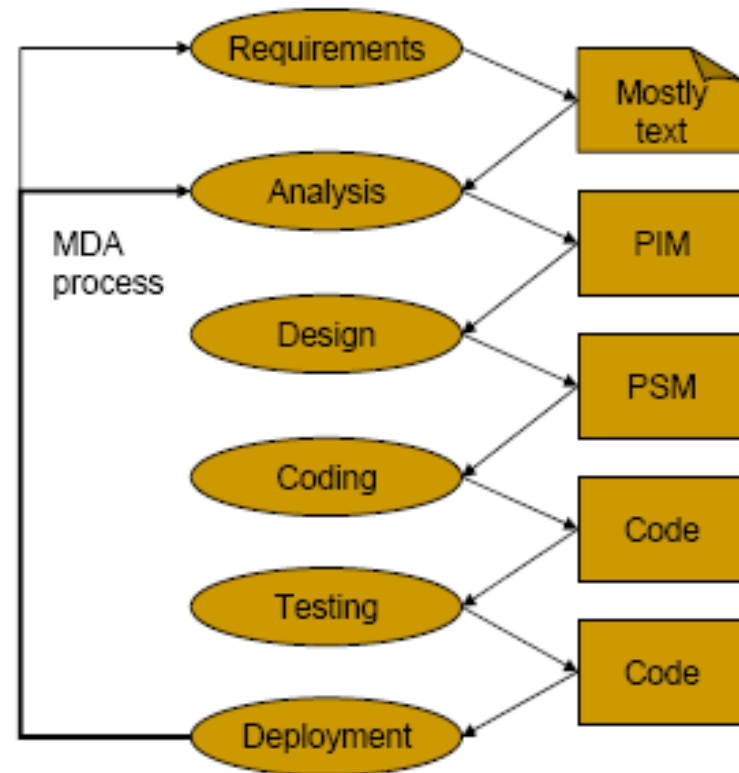 Requirements
Mostly
text
Analysis
MDA
process
PIM
Design
PSM
Coding
Code
Testing
Code
Deployment